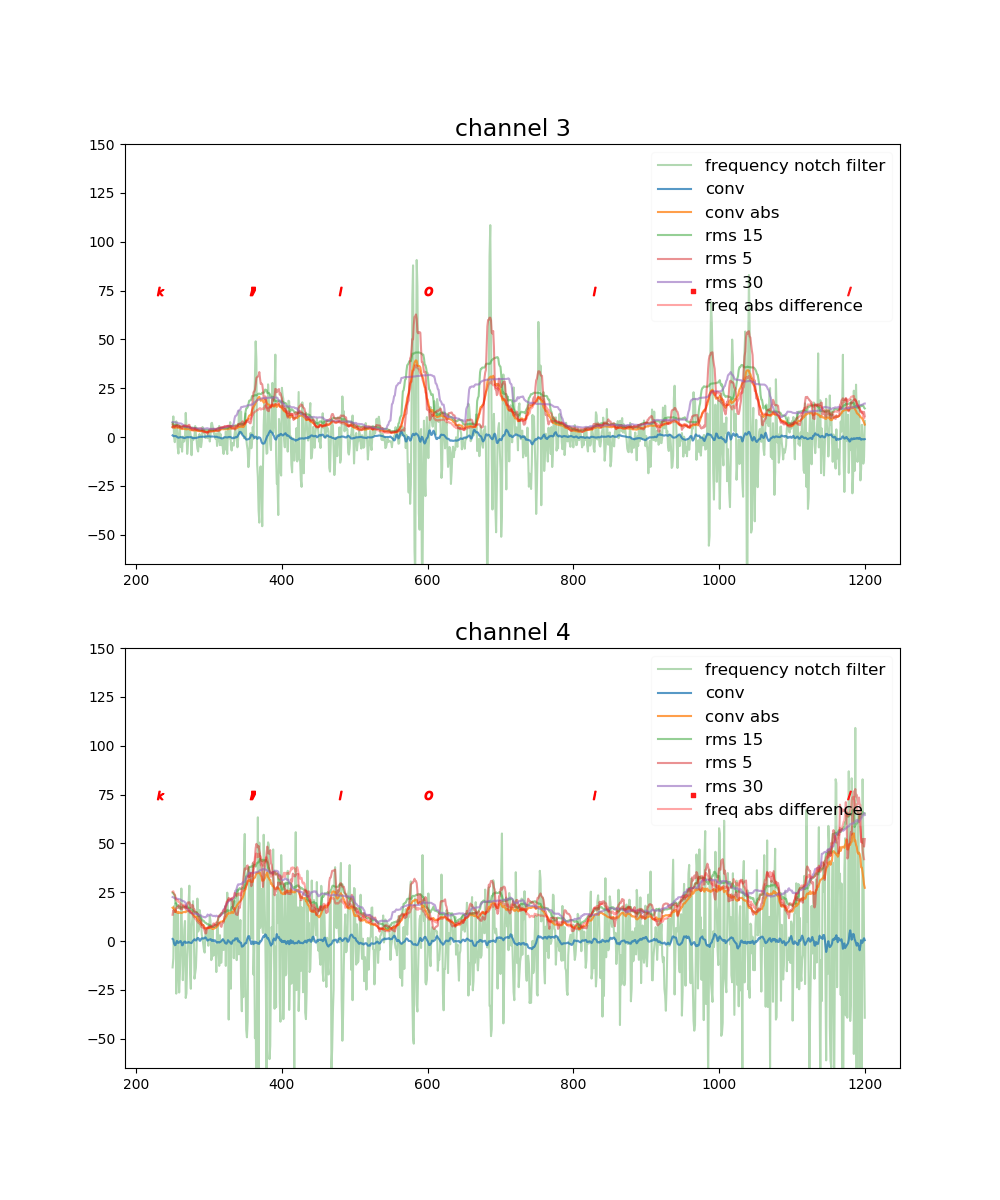 channel 3
150
125
100
75
50
25
0
−25
−50
200 400 600 800 1000 1200
frequency notch filter
conv
conv abs
rms 15
rms 5
rms 30
freq abs difference
k I O I . I
channel 4
150
125
100
75
50
25
0
−25
−50
200 400 600 800 1000 1200
frequency notch filter
conv
conv abs
rms 15
rms 5
rms 30
freq abs difference
k I O I . I